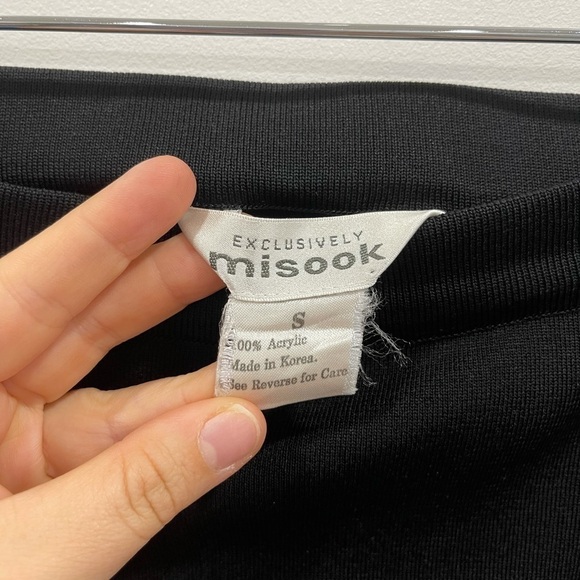 EXCLUSIVELY
misook
S
100% Acrylic
Made in Korea.
See Reverse for Care